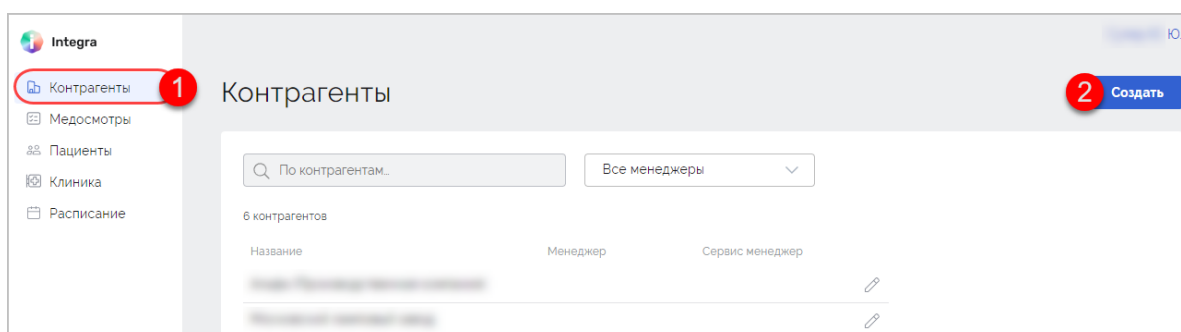 Integra
Контрагенты 1
Медосмотры
Пациенты
Клиника
Расписание
Ю
Контрагенты
2 Создать
По контрагентам...
Все менеджеры
6 контрагентов
Название Менеджер Сервис менеджер